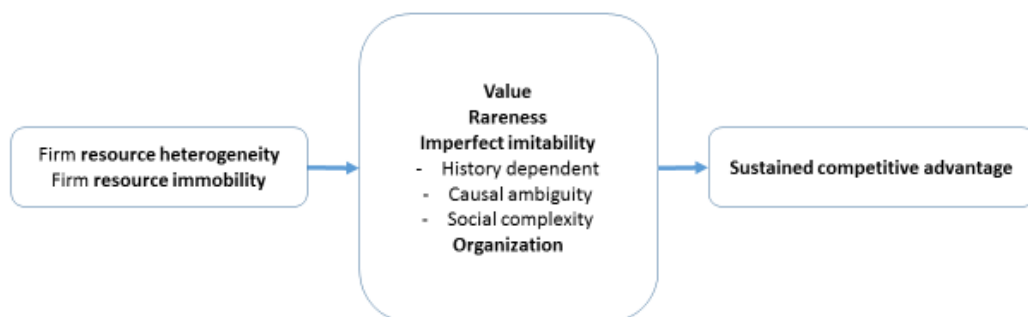 Firm resource heterogeneity
Firm resource immobility
Value
Rareness
Imperfect imitability
- History dependent
- Causal ambiguity
- Social complexity
Organization
Sustained competitive advantage